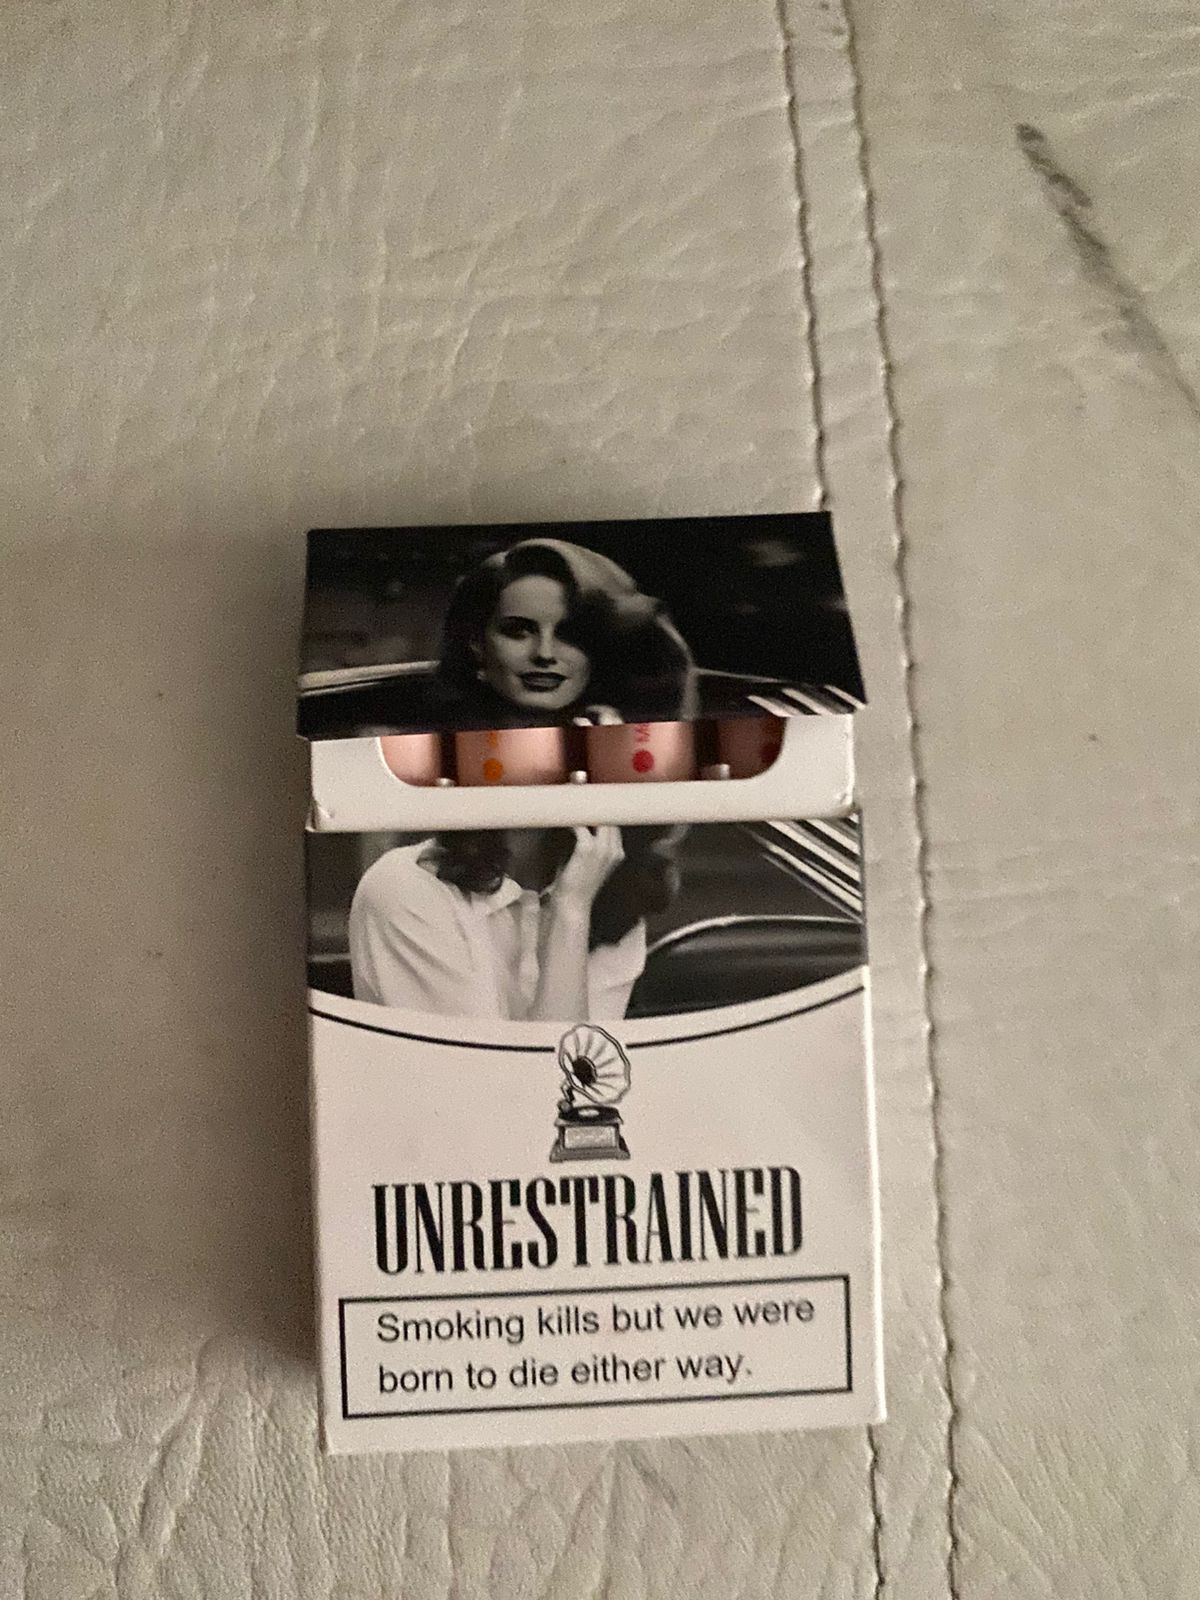 UNRESTRAINED
Smoking kills but we were
born to die either way.